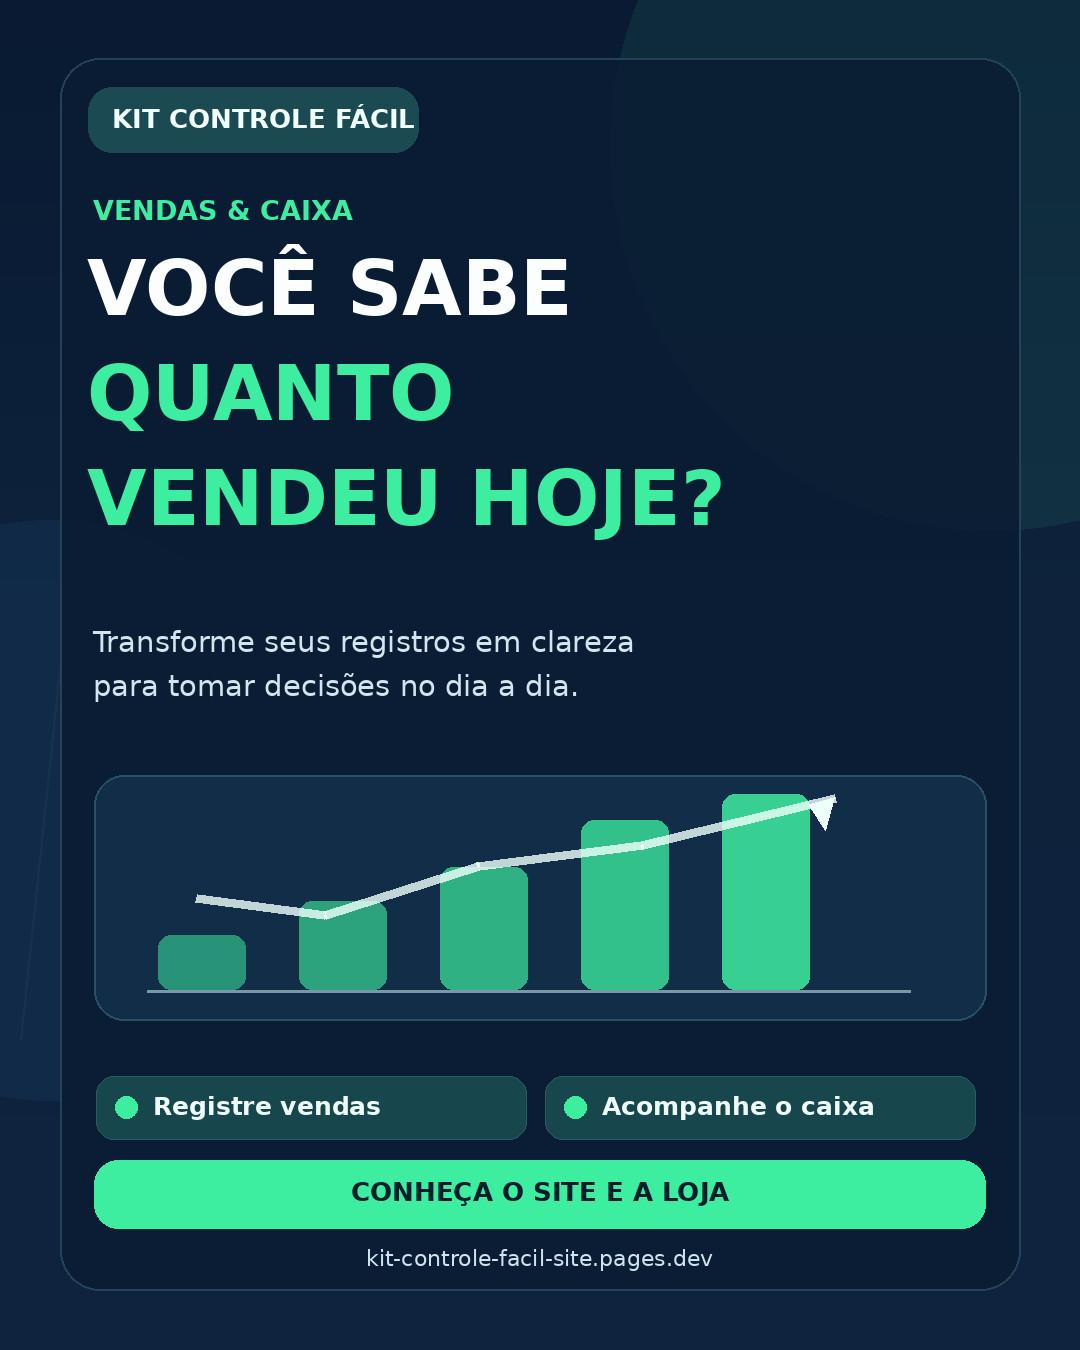 KIT CONTROLE FÁCIL
VENDAS & CAIXA
VOCÊ SABE
QUANTO
VENDEU HOJE?
Transforme seus registros em clareza
para tomar decisões no dia a dia.
Registre vendas
Acompanhe o caixa
CONHEÇA O SITE E A LOJA
kit-controle-facil-site.pages.dev